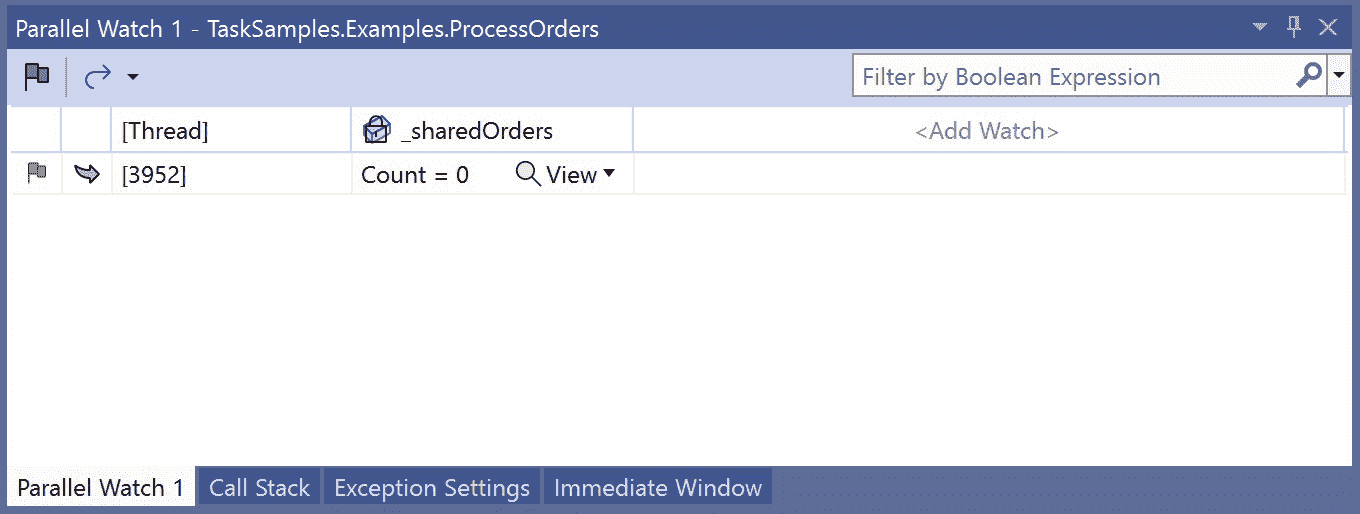 Parallel Watch 1 - TaskSamples.Examples.ProcessOrders
Filter by Boolean Expression
[Thread] _sharedOrders <Add Watch>
[3952] Count = 0 View
Parallel Watch 1 Call Stack Exception Settings Immediate Window